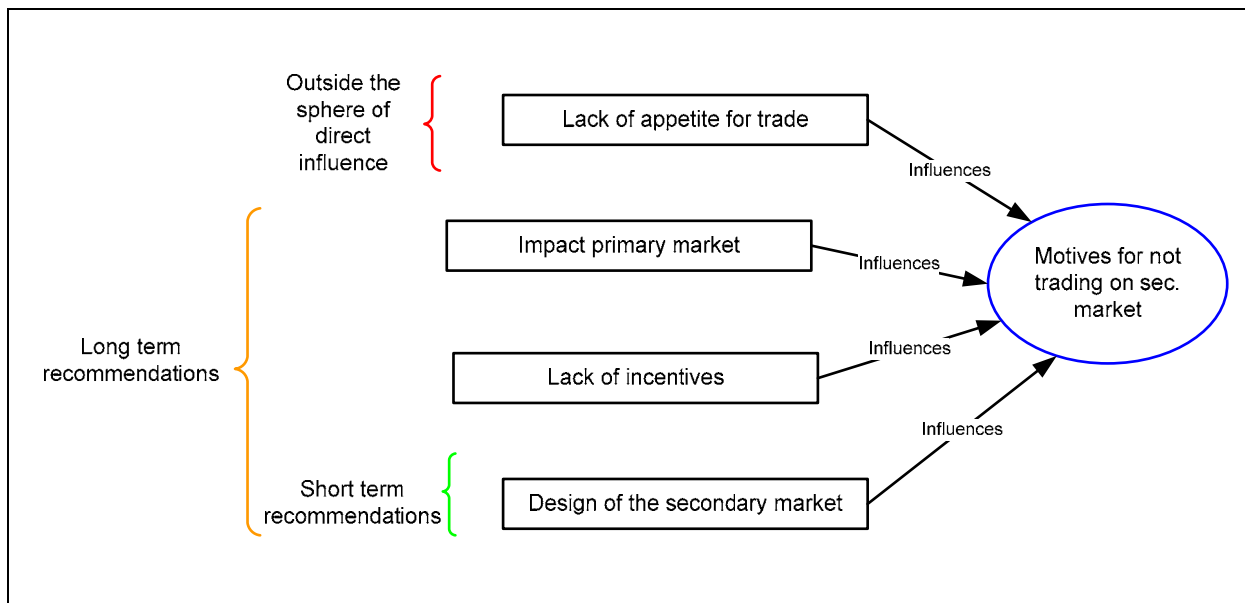 Outside the
sphere of
direct
influence
Lack of appetite for trade
Influences
Impact primary market
Influences
Motives for not
trading on sec.
market
Long term
recommendations
Lack of incentives
Influences
Influences
Short term
recommendations
Design of the secondary market